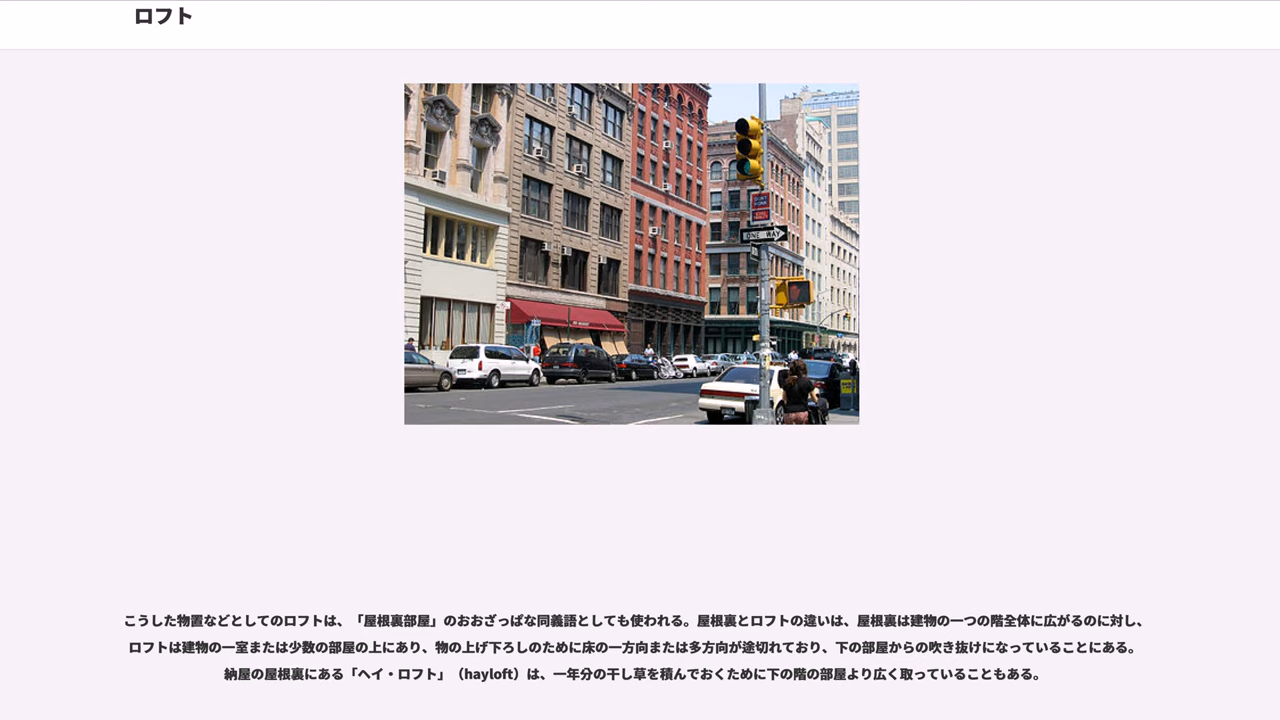 ロフト
ONE WAY
こうした物置などとしてのロフトは、「屋根裏部屋」のおおざっぱな同義語としても使われる。屋根裏とロフトの違いは、屋根裏は建物の一つの階全体に広がるのに対し、
ロフトは建物の一室または少数の部屋の上にあり、物の上げ下ろしのために床の一方向または多方向が途切れており、下の部屋からの吹き抜けになっていることにある。
納屋の屋根裏にある「ヘイ・ロフト」（hayloft）は、一年分の干し草を積んでおくために下の階の部屋より広く取っていることもある。